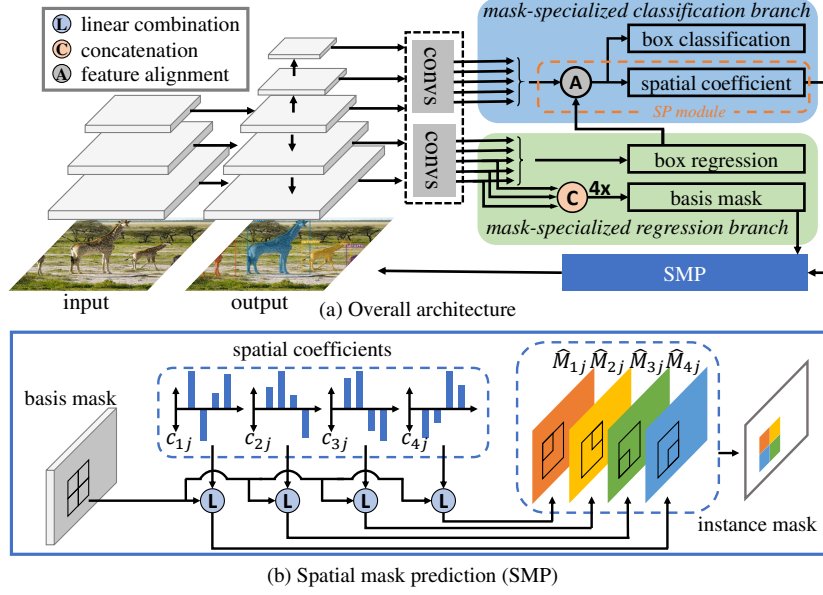 L linear combination
C concatenation
A feature alignment
mask-specialized classification branch
box classification
A spatial coefficient
SP module
convs
convs
box regression
C 4x basis mask
mask-specialized regression branch
SMP
input output
(a) Overall architecture
spatial coefficients
basis mask
C1j C2j C3j C4j
M̂1j M̂2j M̂3j M̂4j
L L L L
instance mask
(b) Spatial mask prediction (SMP)